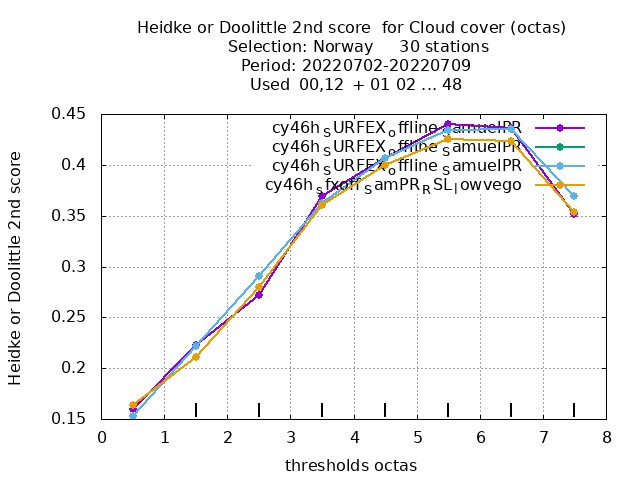 Heidke or Doolittle 2nd score  for Cloud cover (octas)
Selection: Norway     30 stations
Period: 20220702-20220709
Used  00,12  + 01 02 ... 48
0.45
0.4
0.35
0.3
0.25
0.2
0.15
Heidke or Doolittle 2nd score
cy46h_SURFEX_offline_SamuelPR
cy46h_SURFEX_offline_SamuelPR
cy46h_SURFEX_offline_SamuelPR
cy46h_sfxoff_SamPR_RSL_lowvego
0 1 2 3 4 5 6 7 8
thresholds octas